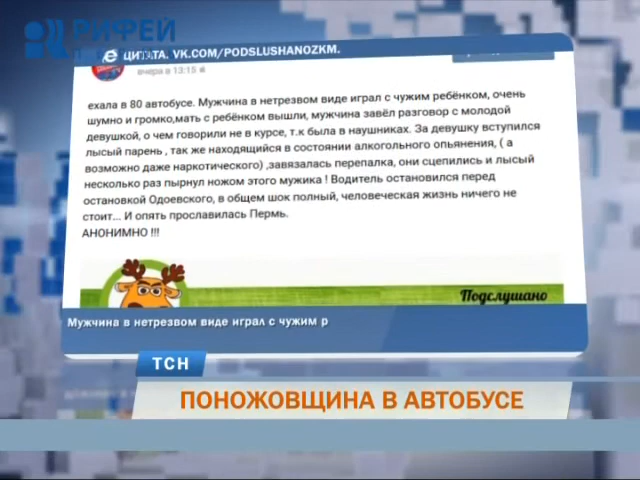 РИФЕЙ
ЦИТАТА. VK.COM/PODSLUSHANOZKM.
вчера в 13:15
ехала в 80 автобусе. Мужчина в нетрезвом виде играл с чужим ребёнком, очень
шумно и громко,мать с ребёнком вышли, мужчина завёл разговор с молодой
девушкой, о чем говорили не в курсе, т.к была в наушниках. За девушку вступился
лысый парень , так же находящийся в состоянии алкогольного опьянения, ( а
возможно даже наркотического) ,завязалась перепалка, они сцепились и лысый
несколько раз пырнул ножом этого мужика ! Водитель остановился перед
остановкой Одоевского, в общем шок полный, человеческая жизнь ничего не
стоит... И опять прославилась Пермь.
АНОНИМНО !!!
Подслушано
Мужчина в нетрезвом виде играл с чужим р
ТСН
ПОНОЖОВЩИНА В АВТОБУСЕ